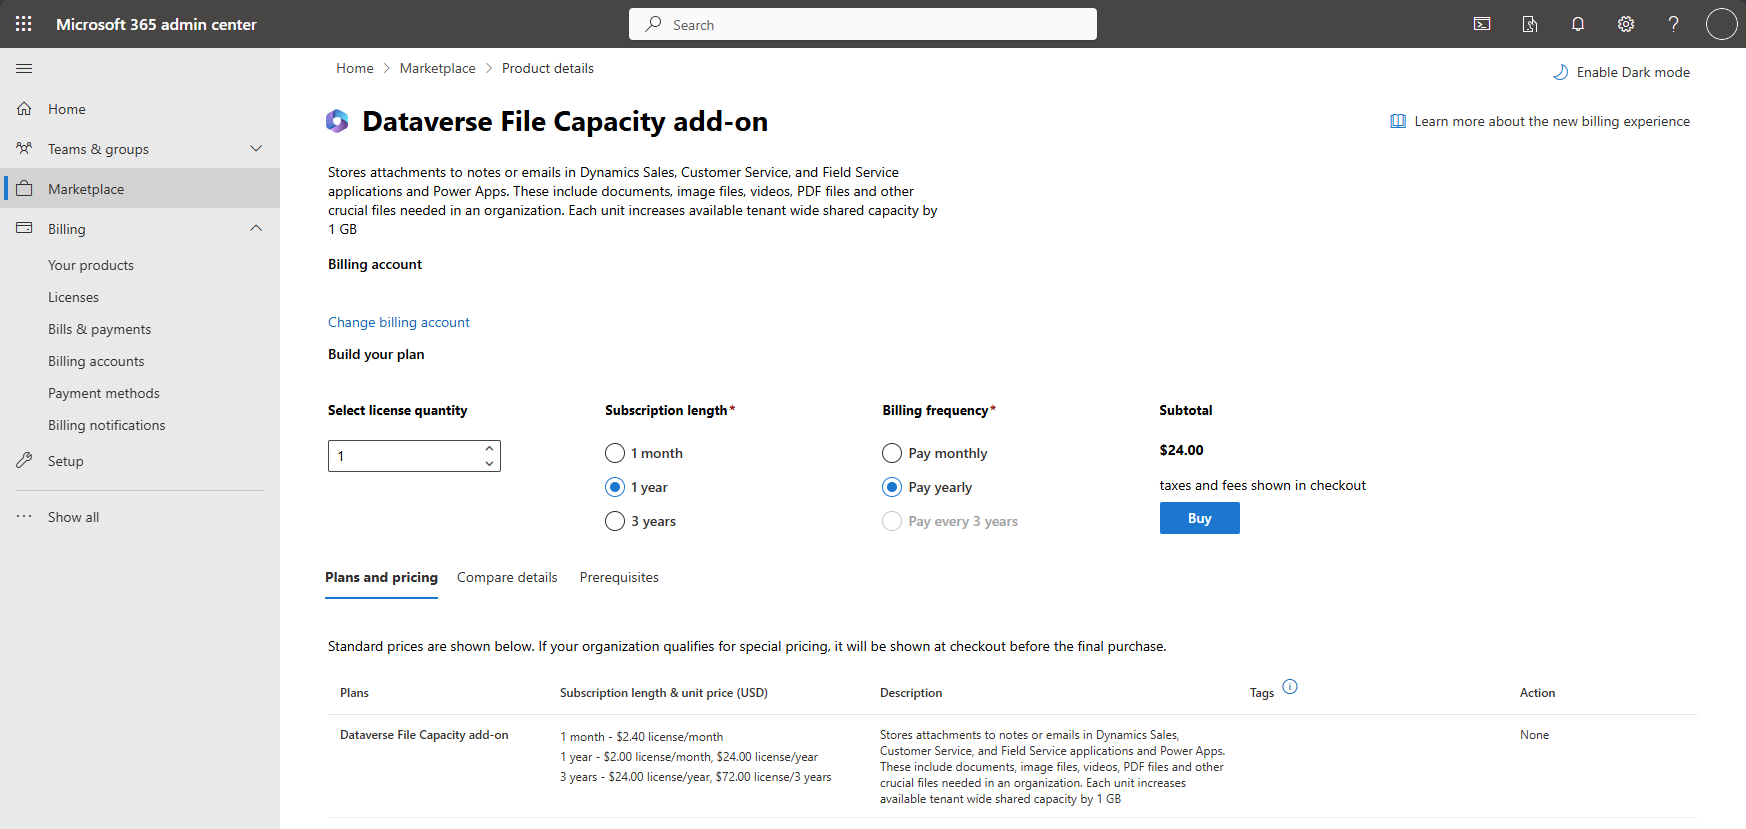 Microsoft 365 admin center
Search
Home
Teams & groups
Marketplace
Billing
Your products
Licenses
Bills & payments
Billing accounts
Payment methods
Billing notifications
Setup
Show all
Home > Marketplace > Product details
Enable Dark mode
Dataverse File Capacity add-on
Learn more about the new billing experience
Stores attachments to notes or emails in Dynamics Sales, Customer Service, and Field Service
applications and Power Apps. These include documents, image files, videos, PDF files and other
crucial files needed in an organization. Each unit increases available tenant wide shared capacity by
1 GB
Billing account
Change billing account
Build your plan
Select license quantity
1
Subscription length*
1 month
1 year
3 years
Billing frequency*
Pay monthly
Pay yearly
Pay every 3 years
Subtotal
$24.00
taxes and fees shown in checkout
Buy
Plans and pricing Compare details Prerequisites
Standard prices are shown below. If your organization qualifies for special pricing, it will be shown at checkout before the final purchase.
Plans Subscription length & unit price (USD) Description Tags Action
Dataverse File Capacity add-on
1 month - $2.40 license/month
1 year - $2.00 license/month, $24.00 license/year
3 years - $24.00 license/year, $72.00 license/3 years
Stores attachments to notes or emails in Dynamics Sales,
Customer Service, and Field Service applications and Power Apps.
These include documents, image files, videos, PDF files and other
crucial files needed in an organization. Each unit increases
available tenant wide shared capacity by 1 GB
None